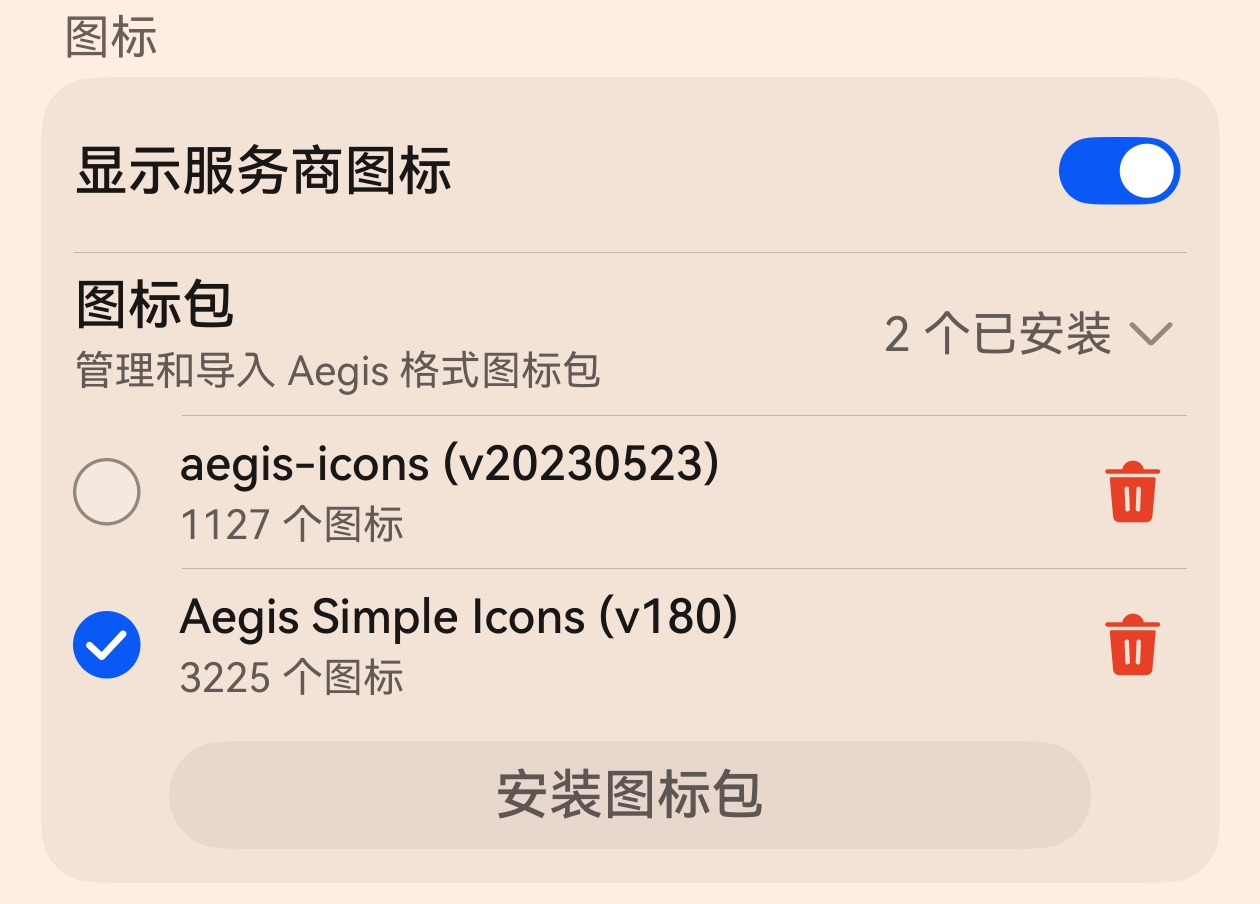 图标
显示服务商图标
图标包
管理和导入 Aegis 格式图标包
2 个已安装
aegis-icons (v20230523)
1127 个图标
Aegis Simple Icons (v180)
3225 个图标
安装图标包